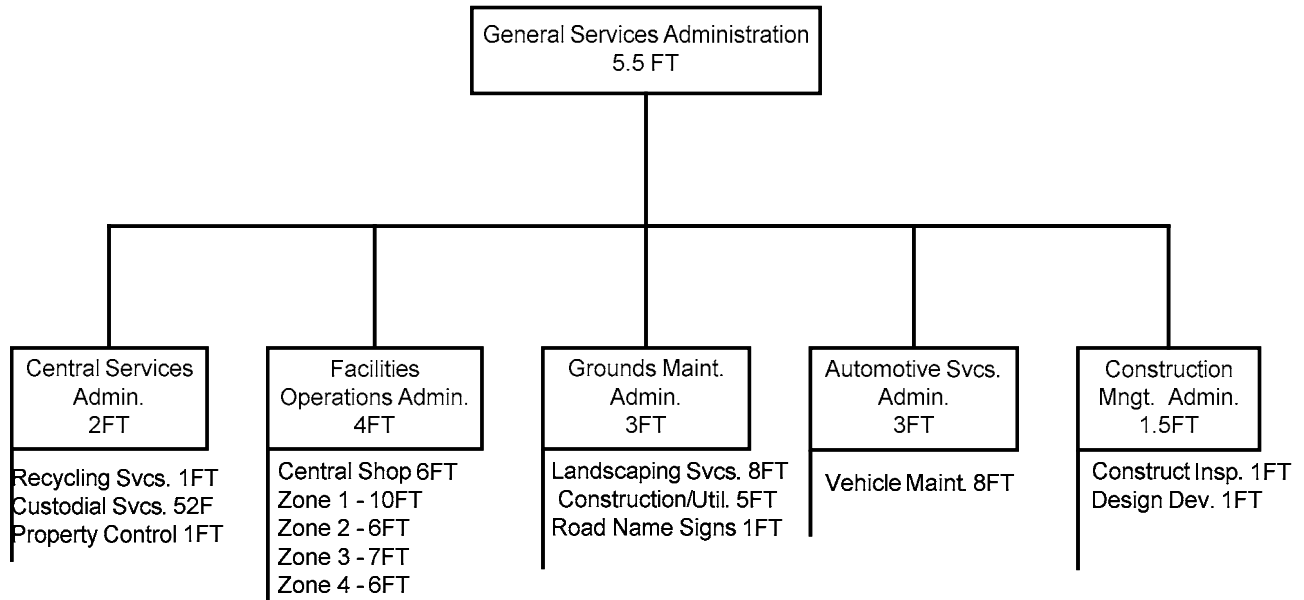 General Services Administration
5.5 FT
Central Services
Admin.
2FT
Recycling Svcs. 1FT
Custodial Svcs. 52F
Property Control 1FT
Facilities
Operations Admin.
4FT
Central Shop 6FT
Zone 1 - 10FT
Zone 2 - 6FT
Zone 3 - 7FT
Zone 4 - 6FT
Grounds Maint.
Admin.
3FT
Landscaping Svcs. 8FT
Construction/Util. 5FT
Road Name Signs 1FT
Automotive Svcs.
Admin.
3FT
Vehicle Maint. 8FT
Construction
Mngt. Admin.
1.5FT
Construct Insp. 1FT
Design Dev. 1FT